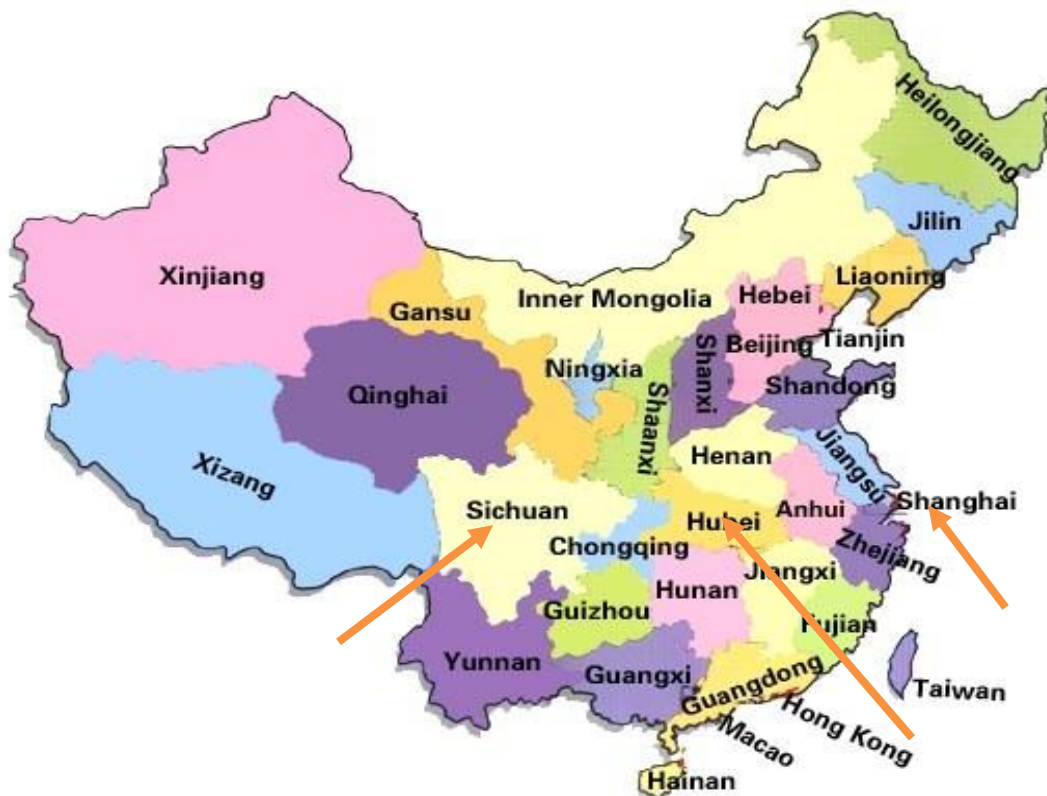 Heilongjiang
Jilin
Liaoning
Xinjiang
Inner Mongolia
Hebei
Gansu
Beijing
Tianjin
Ningxia
Shanxi
Qinghai
Shandong
Shaanxi
Xizang
Henan
Jiangsu
Sichuan
Hubei
Anhui
Shanghai
Chongqing
Zhejiang
Jiangxi
Hunan
Guizhou
Fujian
Yunnan
Guangxi
Guangdong
Taiwan
Hong Kong
Macao
Hainan